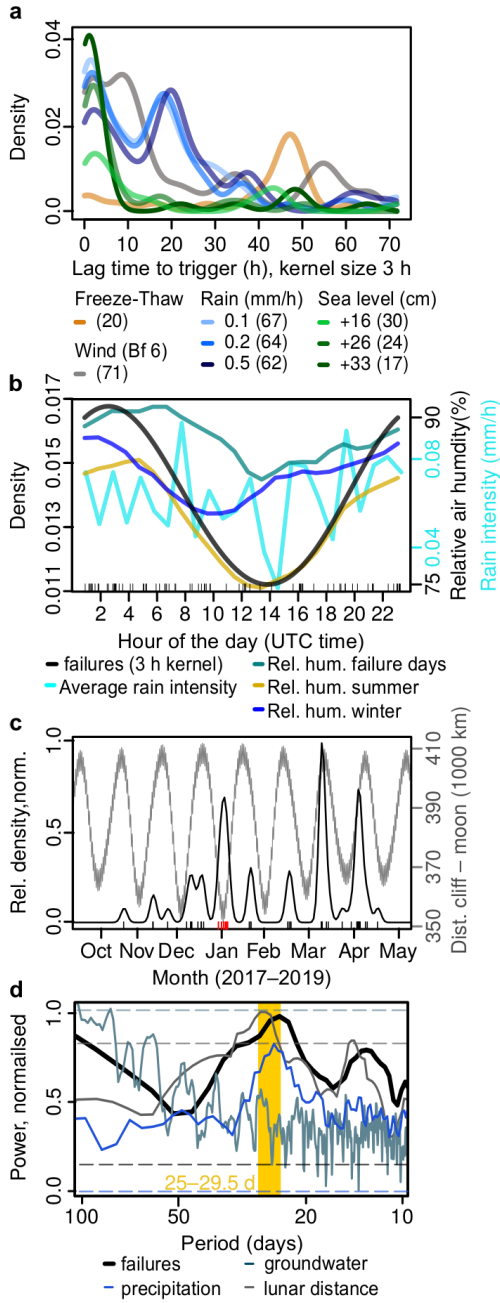 a
0.04
0.02
0.0
Density
0 10 20 30 40 50 60 70
Lag time to trigger (h), kernel size 3 h
Freeze-Thaw
(20)
Wind (Bf 6)
(71)
Rain (mm/h)
0.1 (67)
0.2 (64)
0.5 (62)
Sea level (cm)
+16 (30)
+26 (24)
+33 (17)
b
0.017
0.015
0.013
0.011
Density
90
75
Relative air humdity(%)
0.08
0.04
Rain intensity (mm/h)
2 4 6 8 10 12 14 16 18 20 22
Hour of the day (UTC time)
failures (3 h kernel)
Average rain intensity
Rel. hum. failure days
Rel. hum. summer
Rel. hum. winter
c
1.0
0.5
0.0
Rel. density,norm.
410
390
370
350
Dist. cliff – moon (1000 km)
Oct Nov Dec Jan Feb Mar Apr May
Month (2017–2019)
d
1.0
0.5
0.0
Power, normalised
25–29.5 d
100 50 20 10
Period (days)
failures
precipitation
groundwater
lunar distance